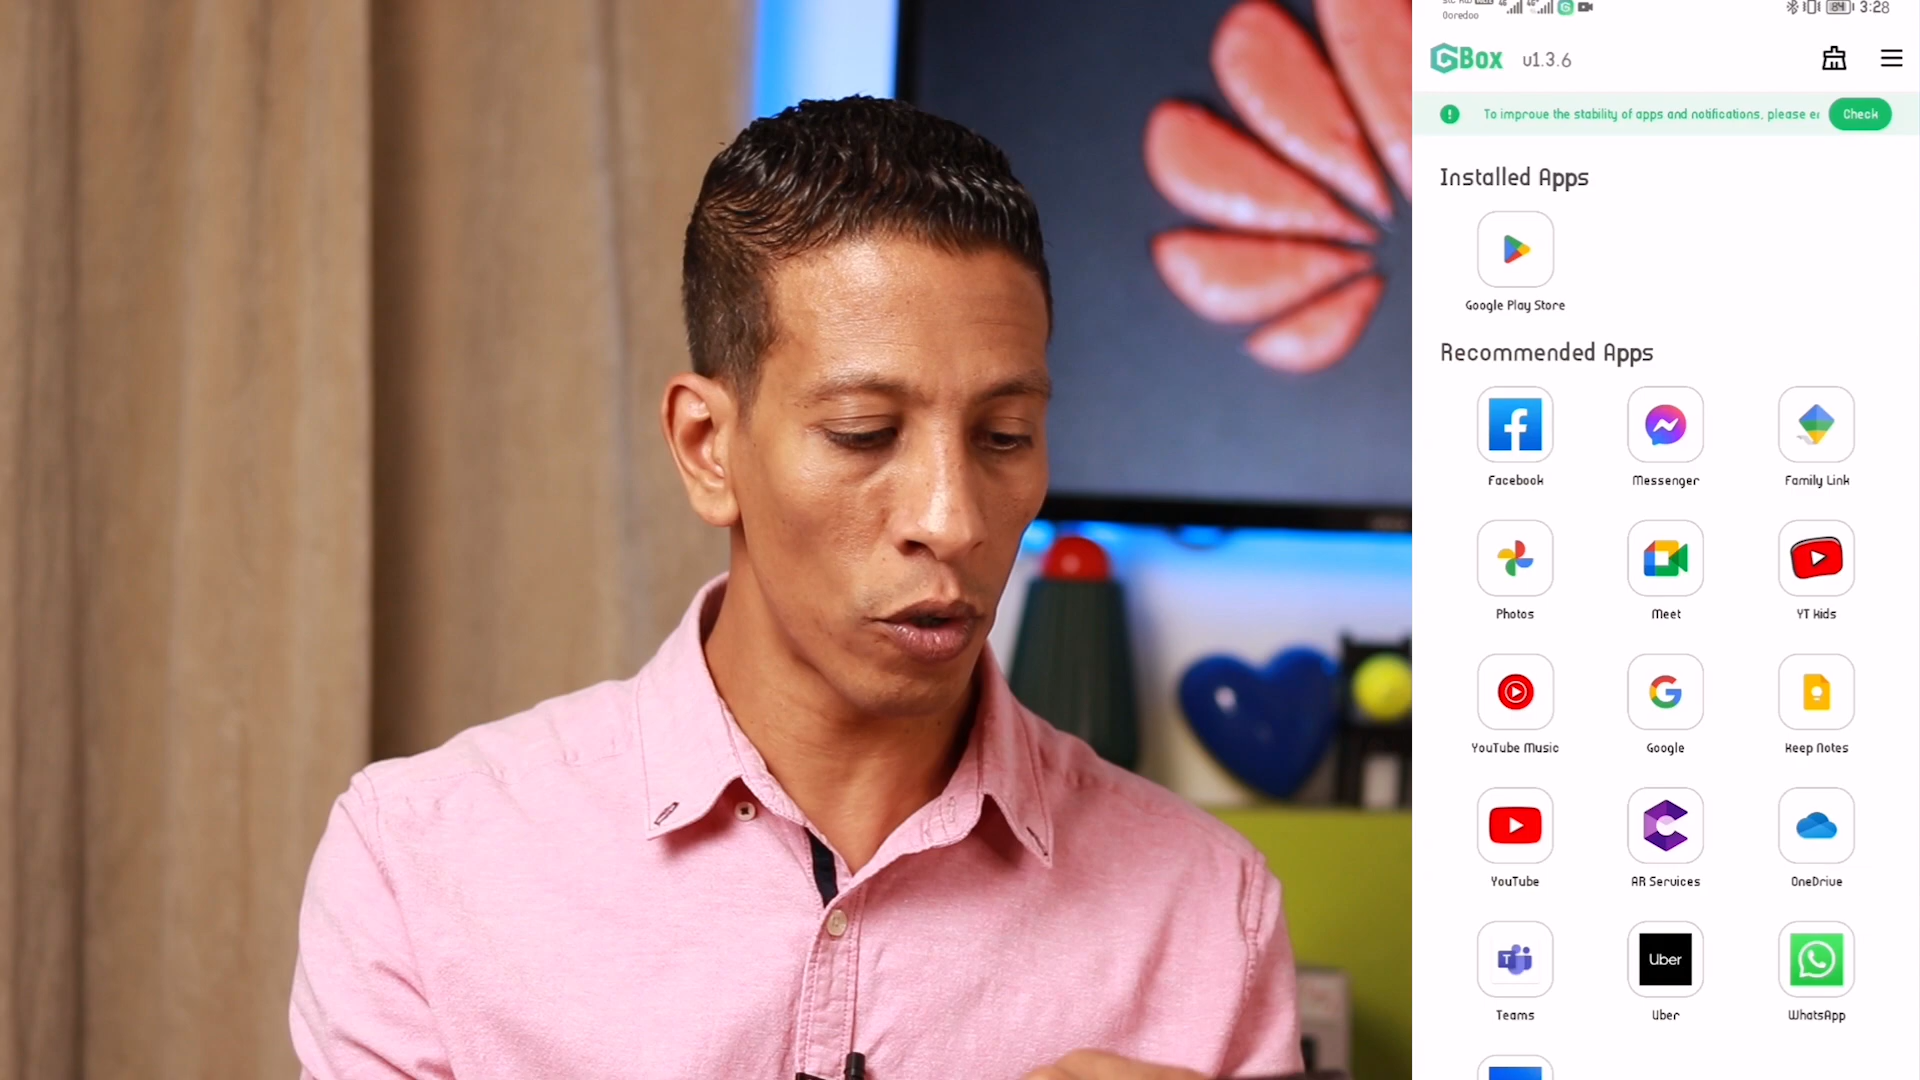 Ooredoo
84
3:28
GBox
v1.3.6
To improve the stability of apps and notifications, please
Check
Installed Apps
Google Play Store
Recommended Apps
Facebook
Messenger
Family Link
Photos
Meet
YT Kids
YouTube Music
Google
Keep Notes
YouTube
AR Services
OneDrive
Teams
Uber
Uber
WhatsApp